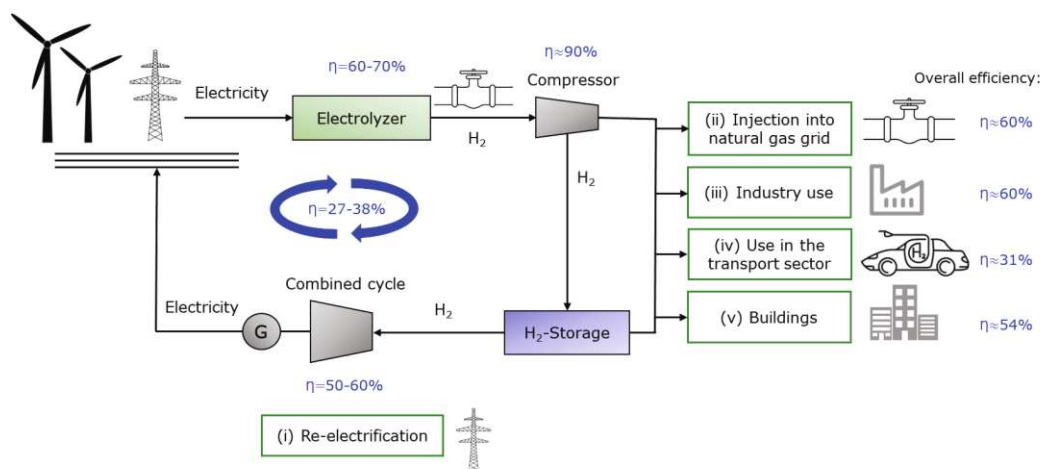 η≈90%
η=60-70%
Compressor
Overall efficiency:
Electricity
Electrolyzer
H₂
(ii) Injection into
natural gas grid
η≈60%
H₂
(iii) Industry use
η≈60%
η=27-38%
(iv) Use in the
transport sector
H₂
η≈31%
Combined cycle
Electricity
H₂
(v) Buildings
η≈54%
G
H₂-Storage
η=50-60%
(i) Re-electrification